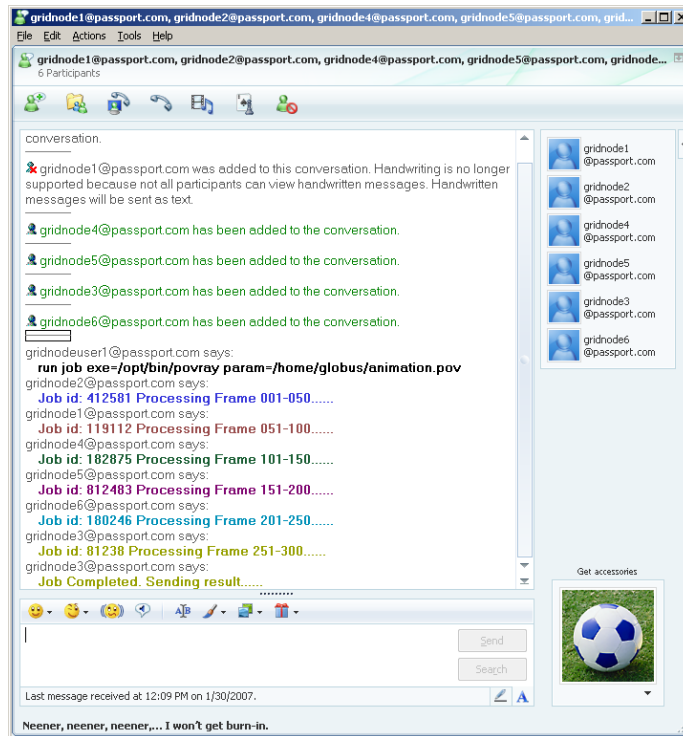 gridnode1@passport.com, gridnode2@passport.com, gridnode4@passport.com, gridnode5@passport.com, grid...
File Edit Actions Tools Help
gridnode1@passport.com, gridnode2@passport.com, gridnode4@passport.com, gridnode5@passport.com, gridnode...
6 Participants
conversation.
gridnode1@passport.com was added to this conversation. Handwriting is no longer
supported because not all participants can view handwritten messages. Handwritten
messages will be sent as text.
gridnode4@passport.com has been added to the conversation.
gridnode5@passport.com has been added to the conversation.
gridnode3@passport.com has been added to the conversation.
gridnode6@passport.com has been added to the conversation.
gridnodeuser1@passport.com says:
run job exe=/opt/bin/povray param=/home/globus/animation.pov
gridnode2@passport.com says:
Job id: 412581 Processing Frame 001-050......
gridnode1@passport.com says:
Job id: 119112 Processing Frame 051-100......
gridnode4@passport.com says:
Job id: 182875 Processing Frame 101-150......
gridnode5@passport.com says:
Job id: 812483 Processing Frame 151-200......
gridnode6@passport.com says:
Job id: 180246 Processing Frame 201-250......
gridnode3@passport.com says:
Job id: 81238 Processing Frame 251-300......
gridnode3@passport.com says:
Job Completed. Sending result......
gridnode1
@passport.com
gridnode2
@passport.com
gridnode4
@passport.com
gridnode5
@passport.com
gridnode3
@passport.com
gridnode6
@passport.com
Get accessories
Send
Search
Last message received at 12:09 PM on 1/30/2007.
A
Neener, neener, neener,... I won't get burn-in.